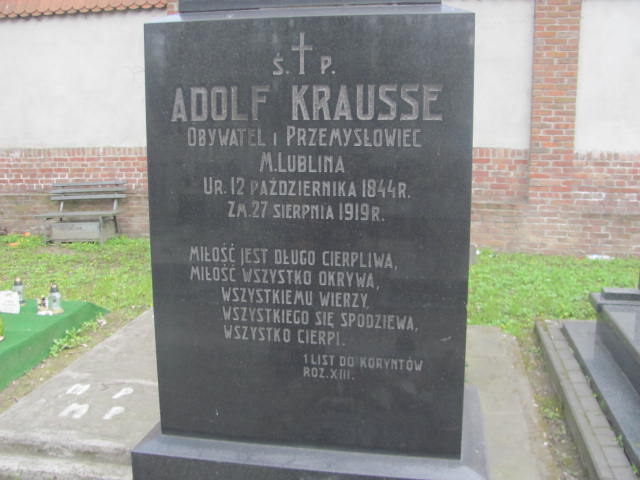 Ś. P.
ADOLF KRAUSSE
OBYWATEL I PRZEMYSŁOWIEC
M. LUBLINA
UR. 12 PAŹDZIERNIKA 1844 R.
ZM. 27 SIERPNIA 1919 R.
MIŁOŚĆ JEST DŁUGO CIERPLIWA,
MIŁOŚĆ WSZYSTKO OKRYWA,
WSZYSTKIEMU WIERZY,
WSZYSTKIEGO SIĘ SPODZIEWA,
WSZYSTKO CIERPI.
1 LIST DO KORYNTÓW
ROZ. XIII.